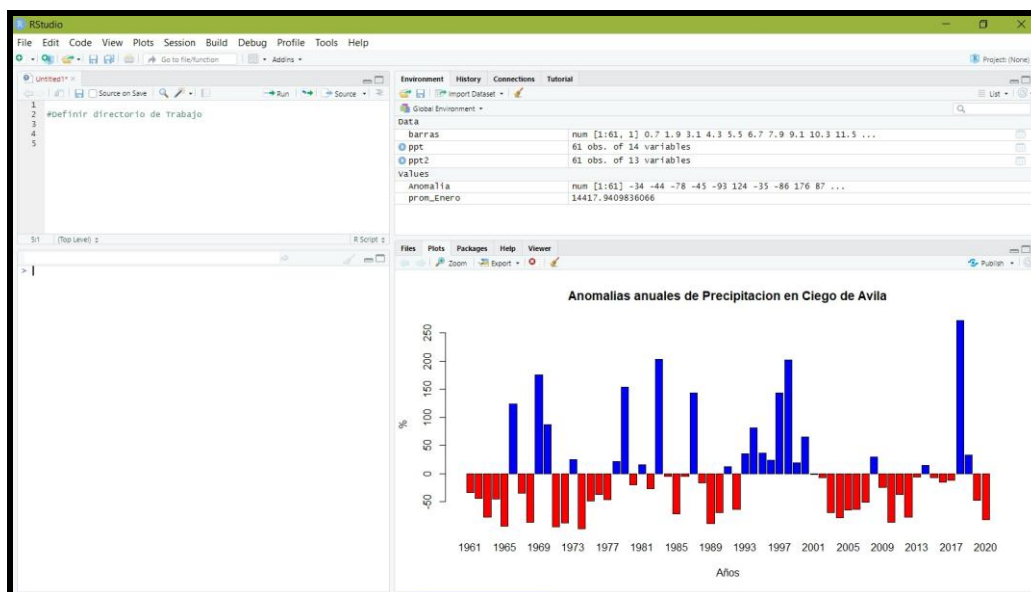 RStudio
File Edit Code View Plots Session Build Debug Profile Tools Help
Go to file/function Addins Project: (None)
Untitled1*
Source on Save Run Source
1
2 #Definir directorio de Trabajo
3
4
5
5:1 (Top Level) R Script
>
Environment History Connections Tutorial
Import Dataset List
Global Environment
Data
barras num [1:61, 1] 0.7 1.9 3.1 4.3 5.5 6.7 7.9 9.1 10.3 11.5 ...
ppt 61 obs. of 14 variables
ppt2 61 obs. of 13 variables
Values
Anomalia num [1:61] -34 -44 -78 -45 -93 124 -35 -86 176 87 ...
prom_Enero 14417.9409836066
Files Plots Packages Help Viewer
Zoom Export Publish
Anomalias anuales de Precipitacion en Ciego de Avila
250
200
150
100
50
0
-50
%
1961 1965 1969 1973 1977 1981 1985 1989 1993 1997 2001 2005 2009 2013 2017 2020
Años